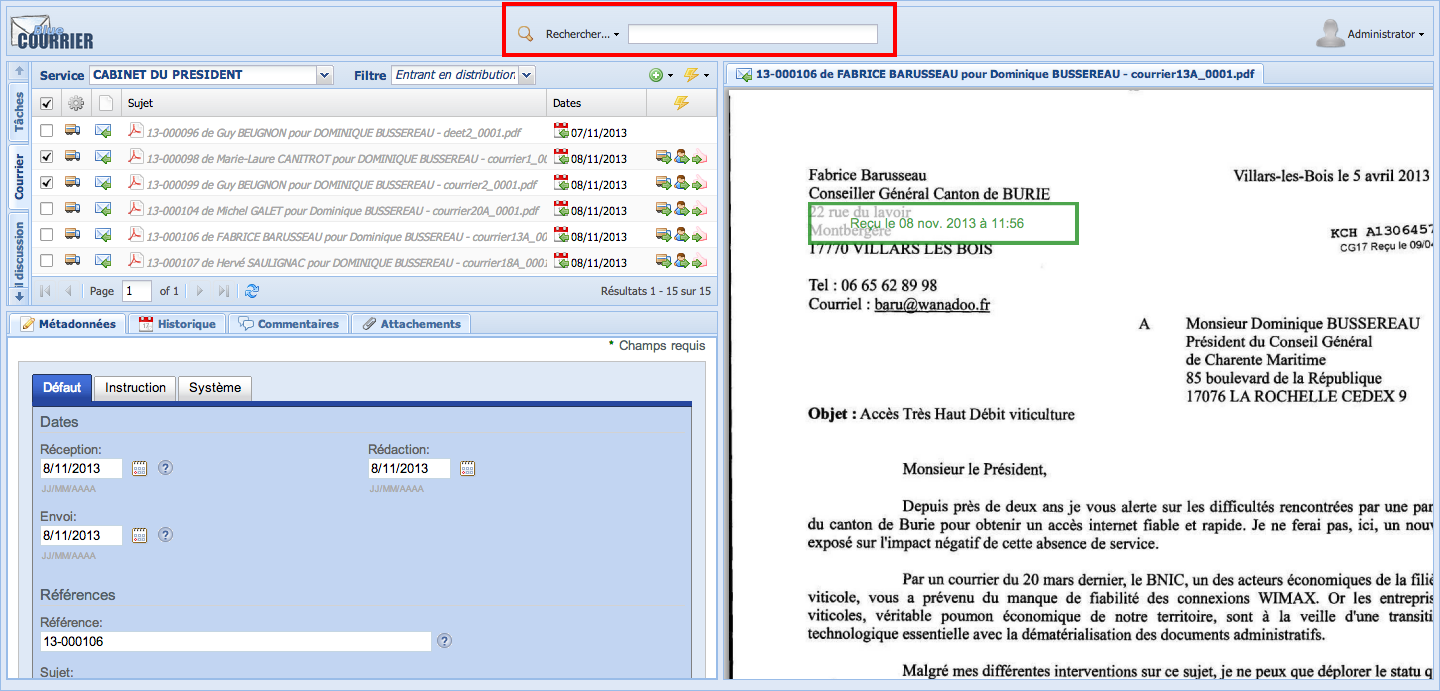 Blue
COURRIER
Rechercher...
Administrator
Tâches
Courrier
il discussion
Service CABINET DU PRESIDENT Filtre Entrant en distribution
Sujet Dates
13-000096 de Guy BEUGNON pour DOMINIQUE BUSSEREAU - deet2_0001.pdf 07/11/2013
13-000098 de Marie-Laure CANITROT pour DOMINIQUE BUSSEREAU - courrier1_00 08/11/2013
13-000099 de Guy BEUGNON pour DOMINIQUE BUSSEREAU - courrier2_0001.pdf 08/11/2013
13-000104 de Michel GALET pour Dominique BUSSEREAU - courrier20A_0001.pdf 08/11/2013
13-000106 de FABRICE BARUSSEAU pour Dominique BUSSEREAU - courrier13A_000 08/11/2013
13-000107 de Hervé SAULIGNAC pour Dominique BUSSEREAU - courrier18A_0001 08/11/2013
Page 1 of 1 Résultats 1 - 15 sur 15
Métadonnées Historique Commentaires Attachements
* Champs requis
Défaut Instruction Système
Dates
Réception: Rédaction:
8/11/2013 8/11/2013
JJ/MM/AAAA JJ/MM/AAAA
Envoi:
8/11/2013
JJ/MM/AAAA
Références
Référence:
13-000106
Sujet:
13-000106 de FABRICE BARUSSEAU pour Dominique BUSSEREAU - courrier13A_0001.pdf
Fabrice Barusseau Villars-les-Bois le 5 avril 2013
Conseiller Général Canton de BURIE
22 rue du lavoir
Reçu le 08 nov. 2013 à 11:56
Montbergère
17770 VILLARS LES BOIS
KCH A1306457
CG17 Reçu le 09/04
Tel : 06 65 62 89 98
Courriel : baru@wanadoo.fr
A Monsieur Dominique BUSSEREAU
Président du Conseil Général
de Charente Maritime
85 boulevard de la République
17076 LA ROCHELLE CEDEX 9
Objet : Accès Très Haut Débit viticulture
Monsieur le Président,
Depuis près de deux ans je vous alerte sur les difficultés rencontrées par une par
du canton de Burie pour obtenir un accès internet fiable et rapide. Je ne ferai pas, ici, un nouv
exposé sur l'impact négatif de cette absence de service.
Par un courrier du 20 mars dernier, le BNIC, un des acteurs économiques de la filiè
viticole, vous a prévenu du manque de fiabilité des connexions WIMAX. Or les entrepris
viticoles, véritable poumon économique de notre territoire, sont à la veille d'une transiti
technologique essentielle avec la dématérialisation des documents administratifs.
Malgré mes différentes interventions sur ce sujet, je ne peux que déplorer le statu q